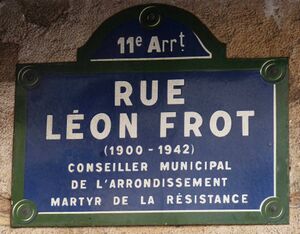 11e Arrt
RUE
LÉON FROT
(1900 - 1942)
CONSEILLER MUNICIPAL
DE L'ARRONDISSEMENT
MARTYR DE LA RÉSISTANCE